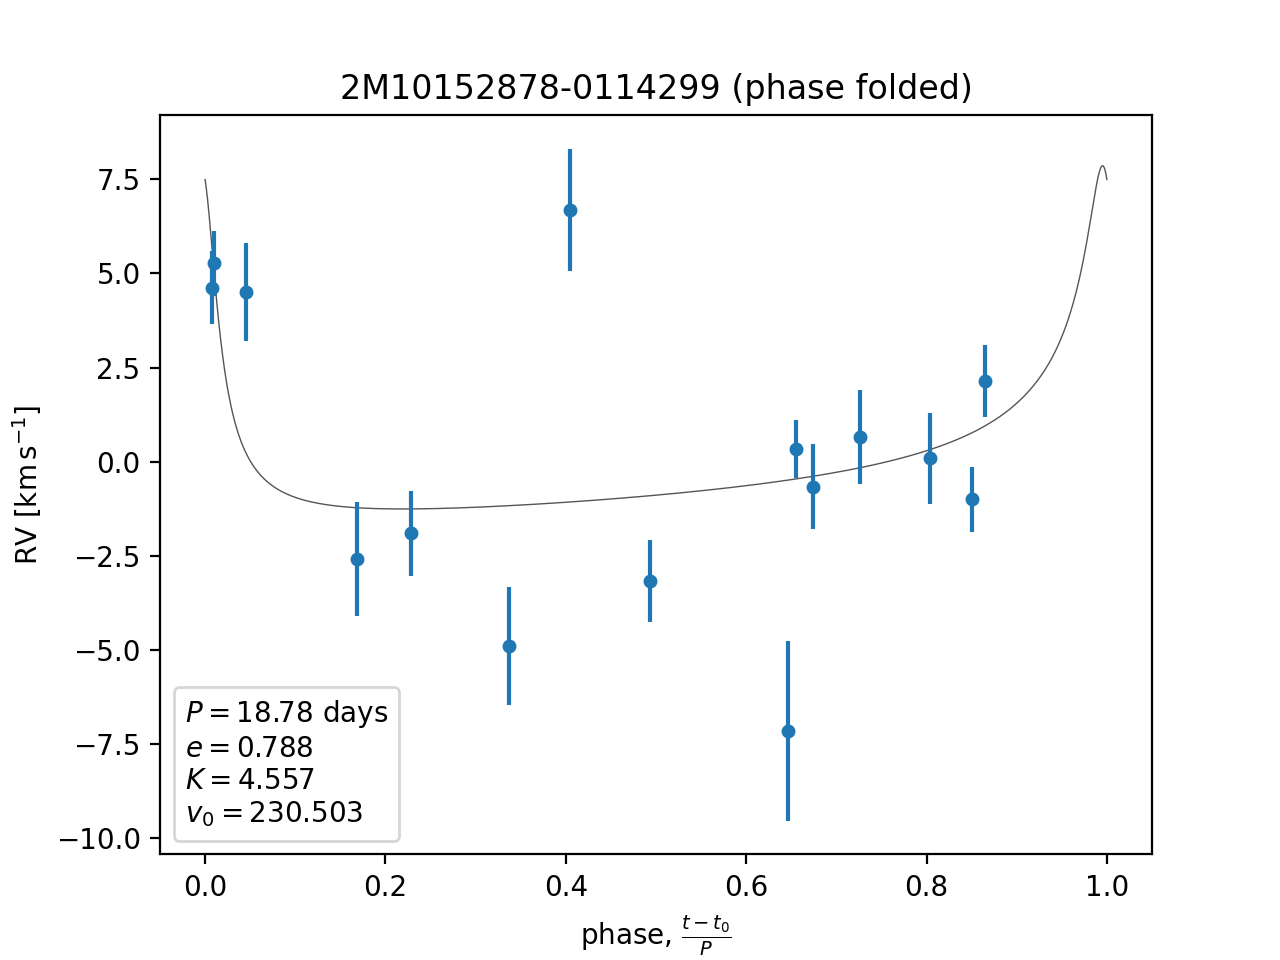 2M10152878-0114299 (phase folded)
RV [km s⁻¹]
7.5
5.0
2.5
0.0
−2.5
−5.0
−7.5
−10.0
P = 18.78 days
e = 0.788
K = 4.557
v₀ = 230.503
0.0 0.2 0.4 0.6 0.8 1.0
phase, (t − t₀)/P